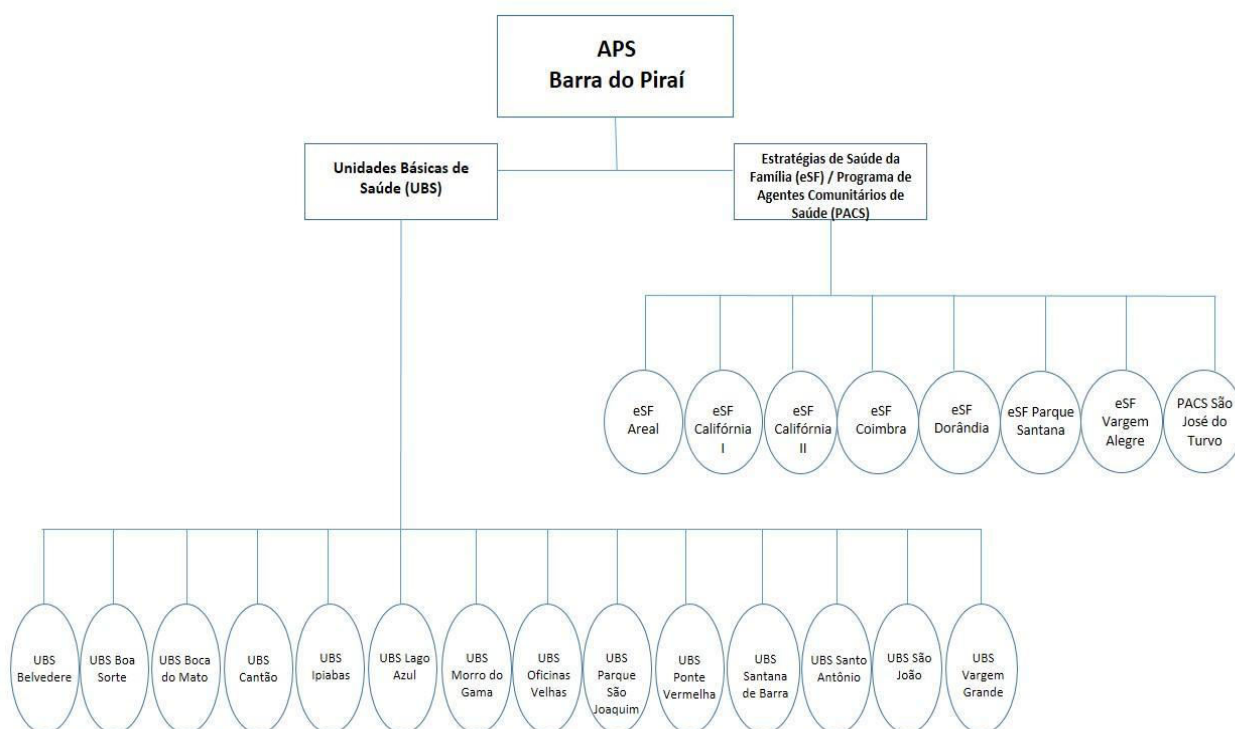 APS
Barra do Piraí
Unidades Básicas de
Saúde (UBS)
Estratégias de Saúde da
Família (eSF) / Programa de
Agentes Comunitários de
Saúde (PACS)
eSF
Areal
eSF
Califórnia
I
eSF
Califórnia
II
eSF
Coimbra
eSF
Dorândia
eSF Parque
Santana
eSF
Vargem
Alegre
PACS São
José do
Turvo
UBS
Belvedere
UBS Boa
Sorte
UBS Boca
do Mato
UBS
Cantão
UBS
Ipiabas
UBS Lago
Azul
UBS
Morro do
Gama
UBS
Oficinas
Velhas
UBS
Parque
São
Joaquim
UBS
Ponte
Vermelha
UBS
Santana
de Barra
UBS Santo
Antônio
UBS São
João
UBS
Vargem
Grande